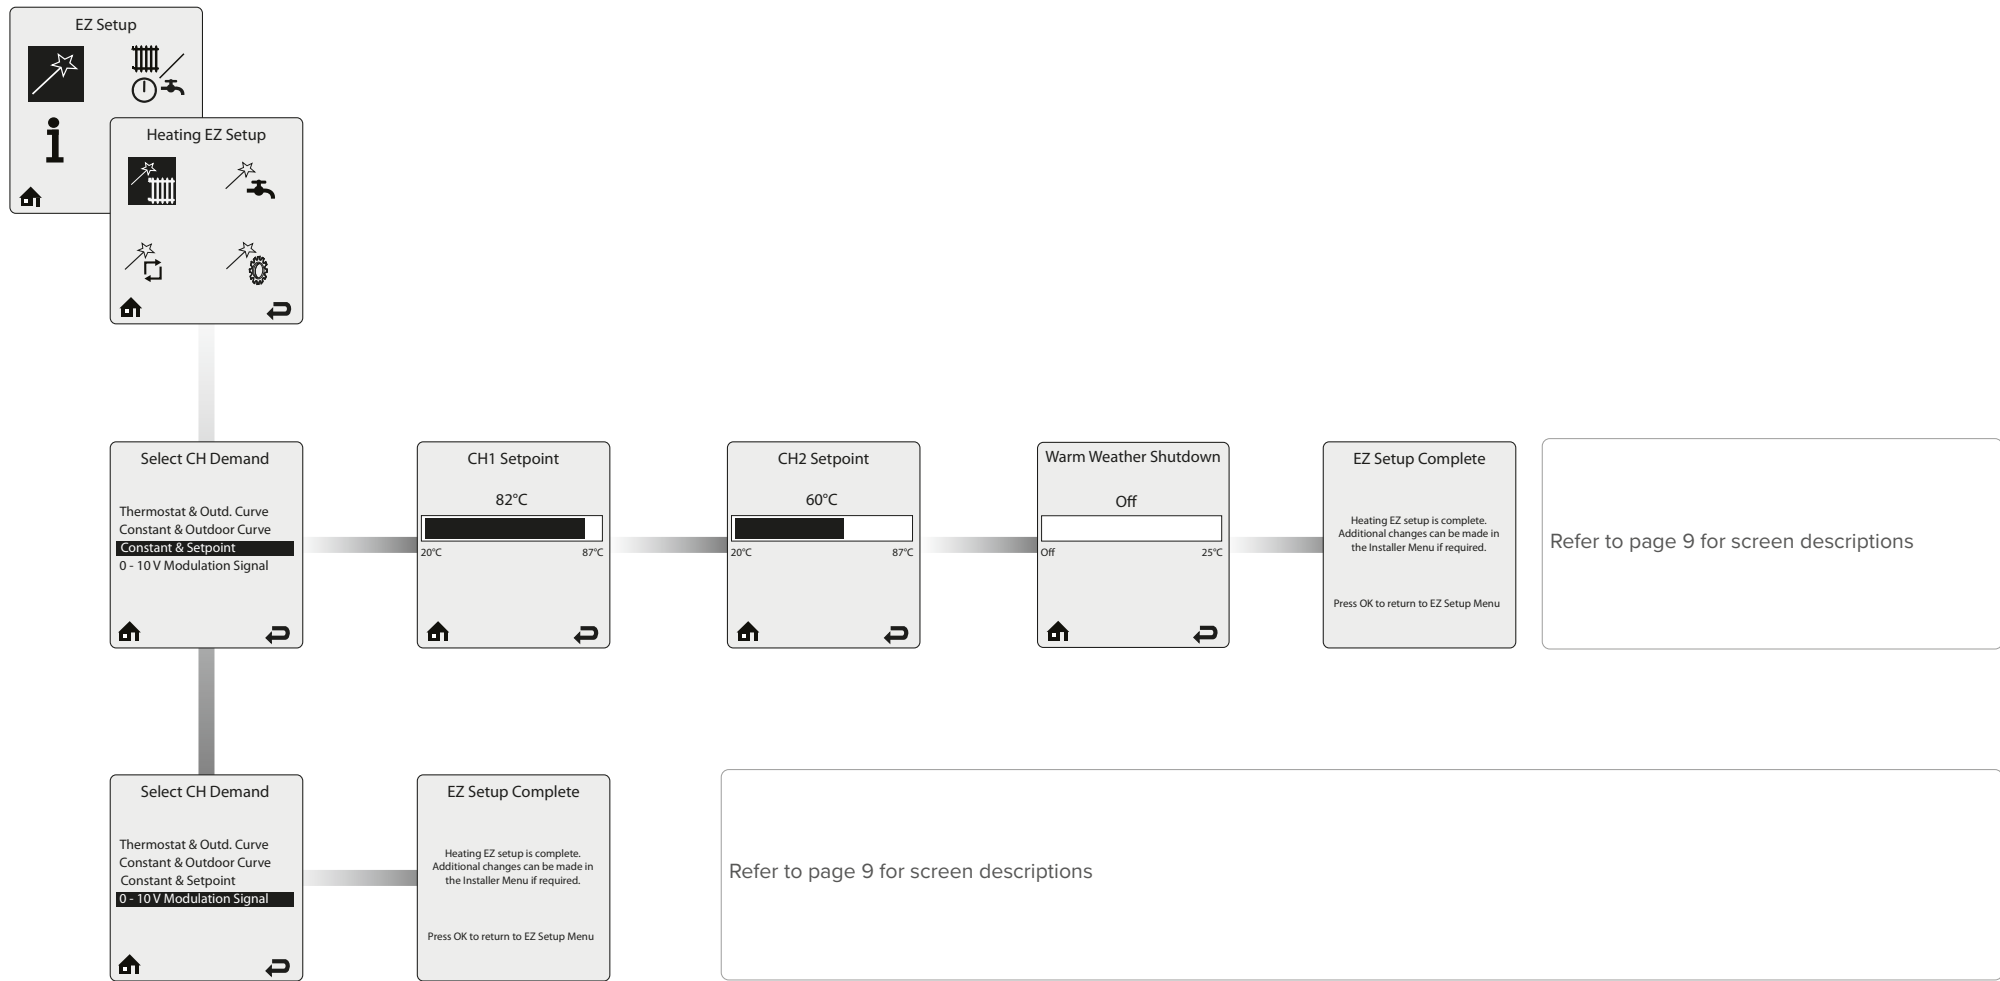 EZ Setup
Heating EZ Setup
Select CH Demand
Thermostat & Outd. Curve
Constant & Outdoor Curve
Constant & Setpoint
0 - 10 V Modulation Signal
CH1 Setpoint
82°C
20°C 87°C
CH2 Setpoint
60°C
20°C 87°C
Warm Weather Shutdown
Off
Off 25°C
EZ Setup Complete
Heating EZ setup is complete.
Additional changes can be made in
the Installer Menu if required.
Press OK to return to EZ Setup Menu
Refer to page 9 for screen descriptions
Select CH Demand
Thermostat & Outd. Curve
Constant & Outdoor Curve
Constant & Setpoint
0 - 10 V Modulation Signal
EZ Setup Complete
Heating EZ setup is complete.
Additional changes can be made in
the Installer Menu if required.
Press OK to return to EZ Setup Menu
Refer to page 9 for screen descriptions